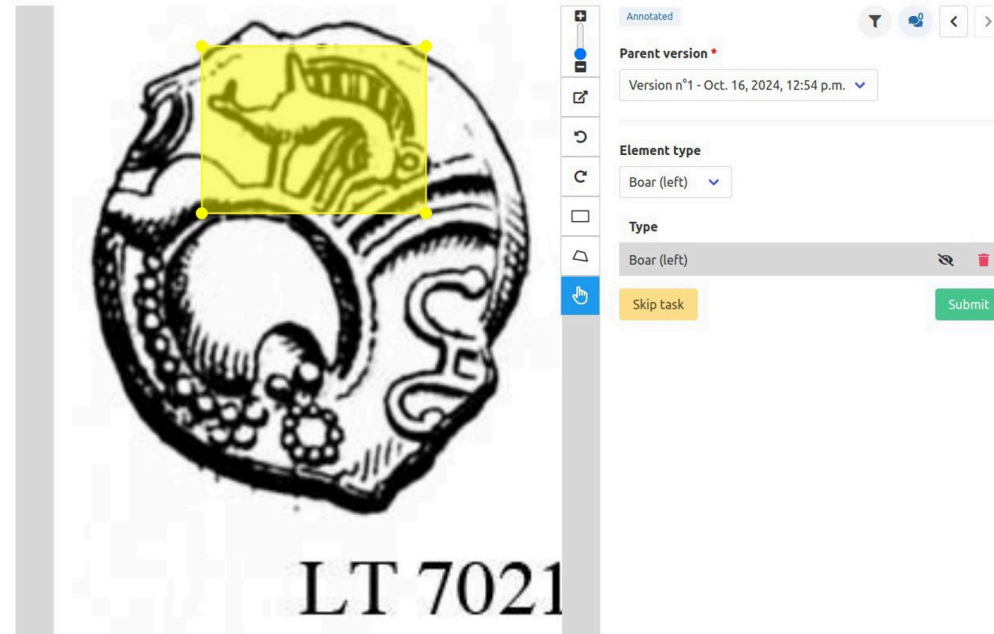 Annotated
Parent version *
Version n°1 - Oct. 16, 2024, 12:54 p.m.
Element type
Boar (left)
Type
Boar (left)
Skip task
Submit
LT 7021